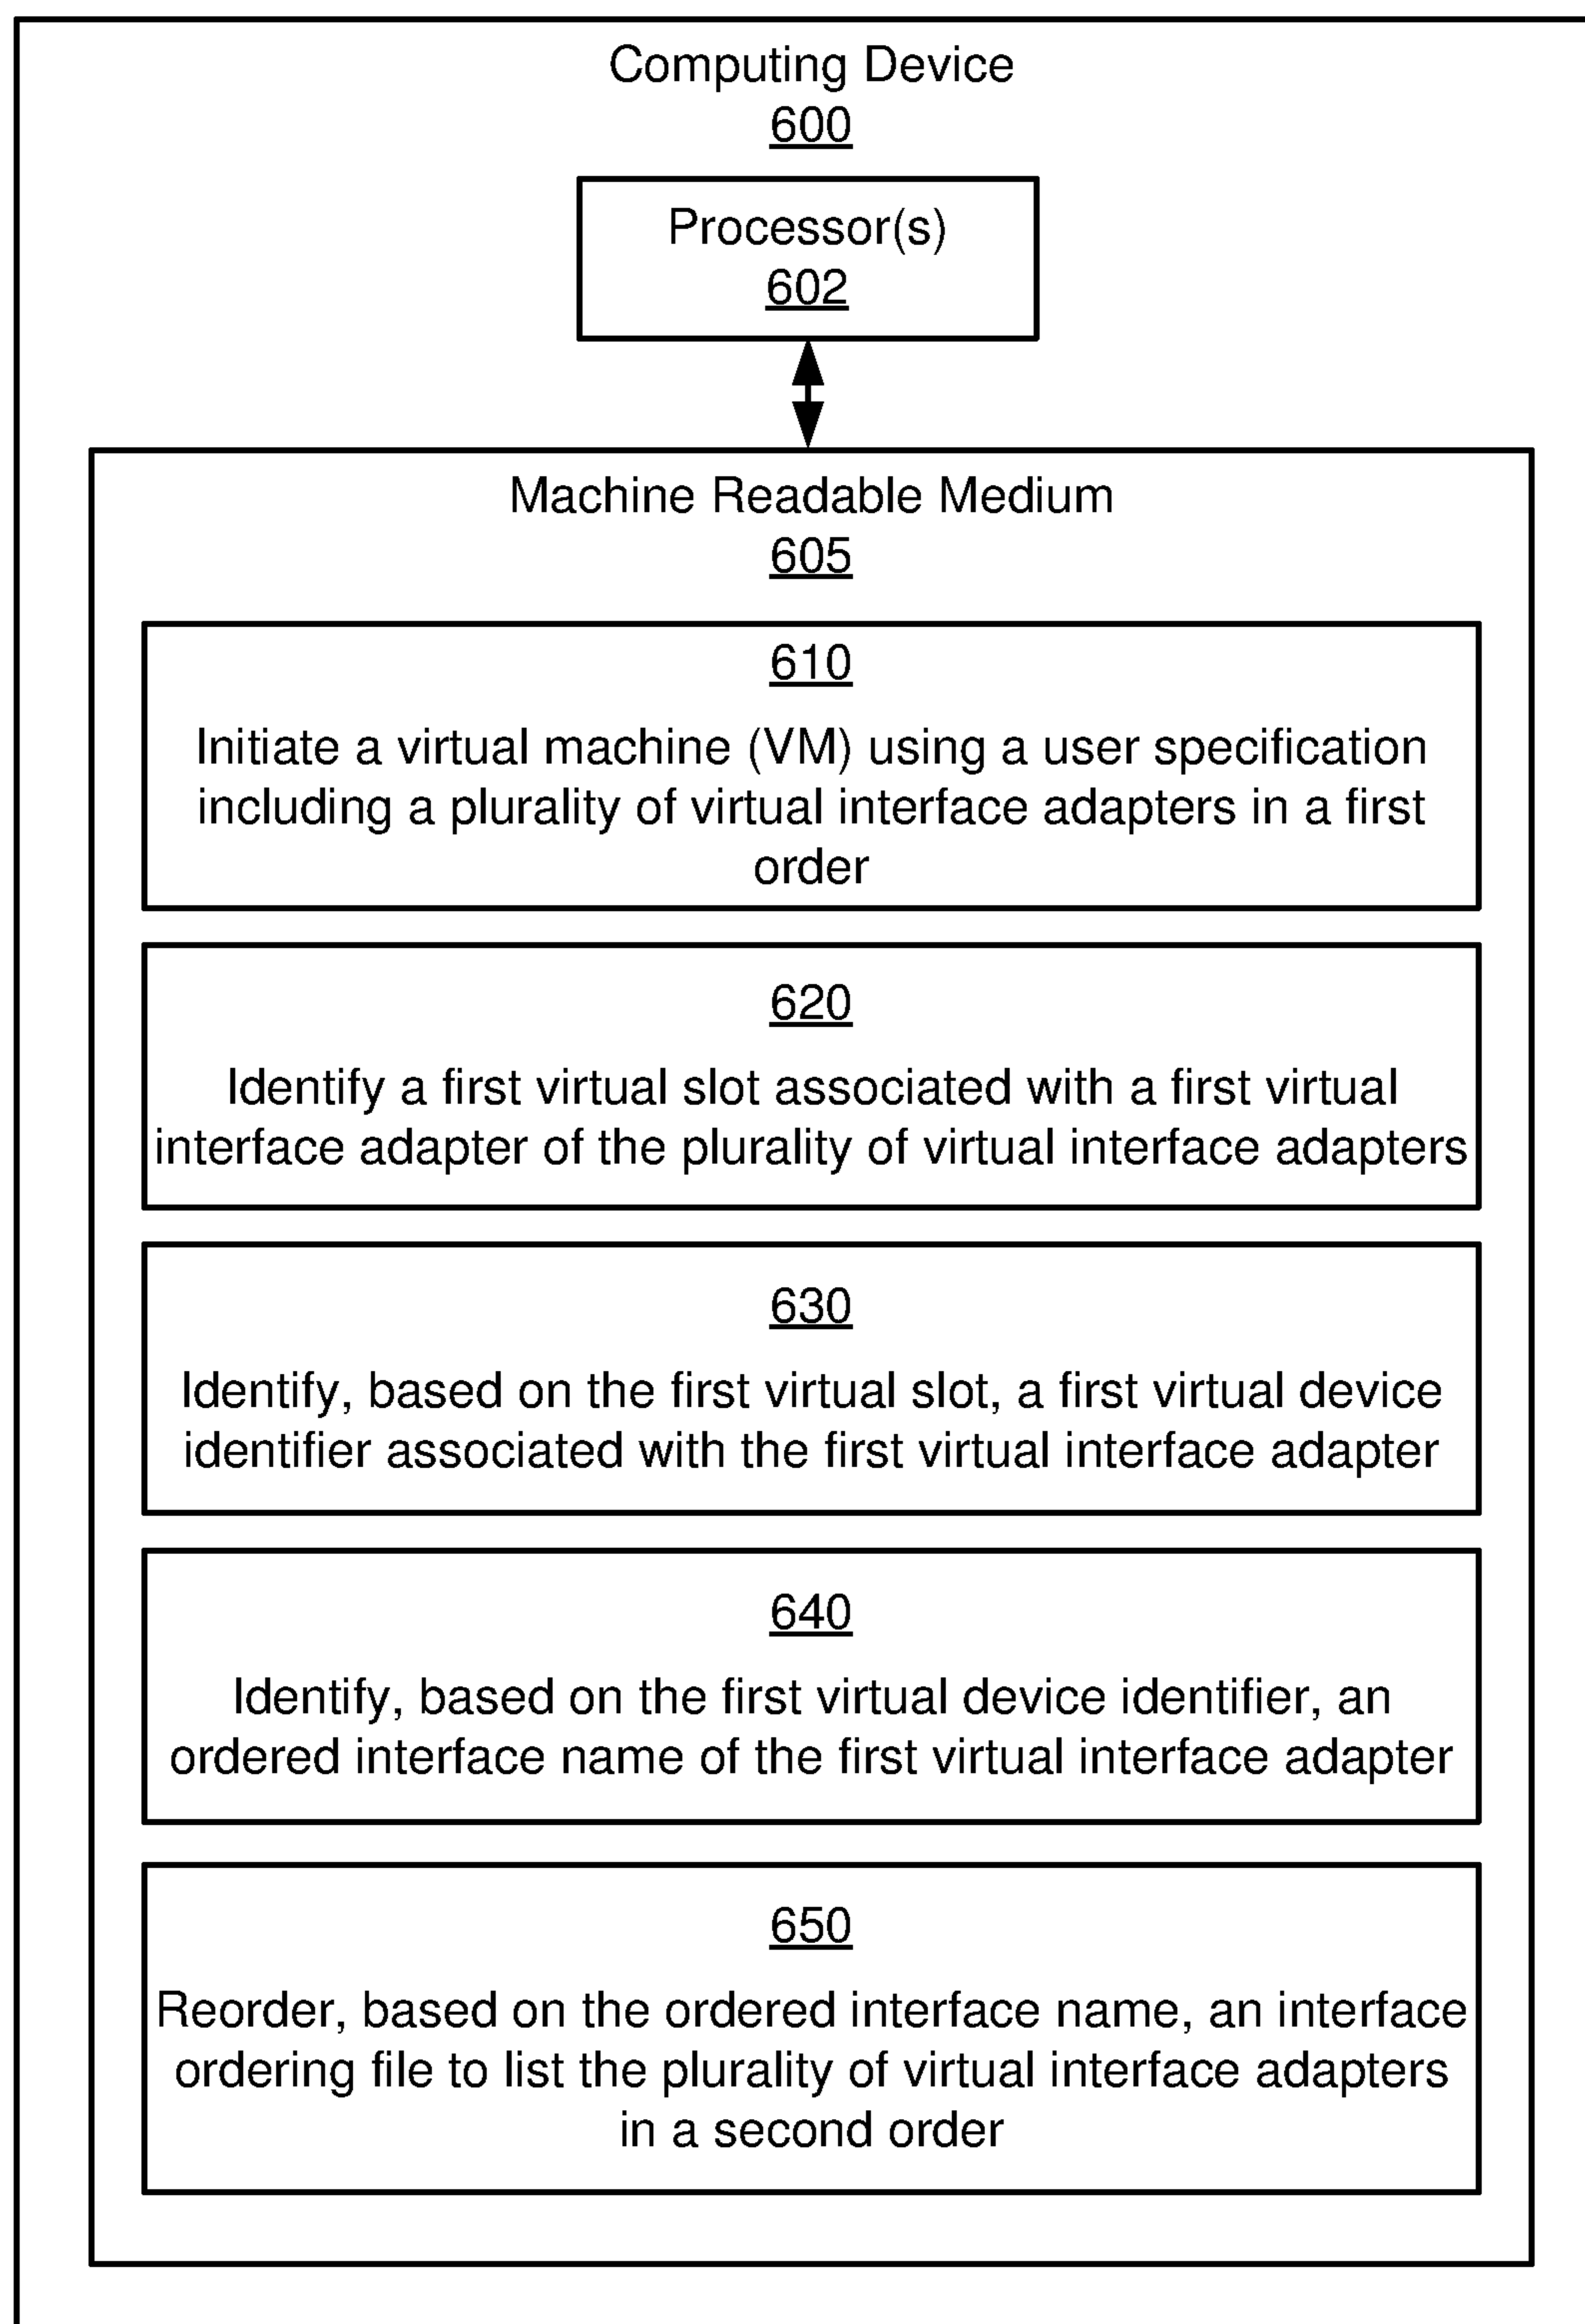 Computing Device
600
Processor(s)
602
Machine Readable Medium
605
610
Initiate a virtual machine (VM) using a user specification
including a plurality of virtual interface adapters in a first
order
620
Identify a first virtual slot associated with a first virtual
interface adapter of the plurality of virtual interface adapters
630
Identify, based on the first virtual slot, a first virtual device
identifier associated with the first virtual interface adapter
640
Identify, based on the first virtual device identifier, an
ordered interface name of the first virtual interface adapter
650
Reorder, based on the ordered interface name, an interface
ordering file to list the plurality of virtual interface adapters
in a second order